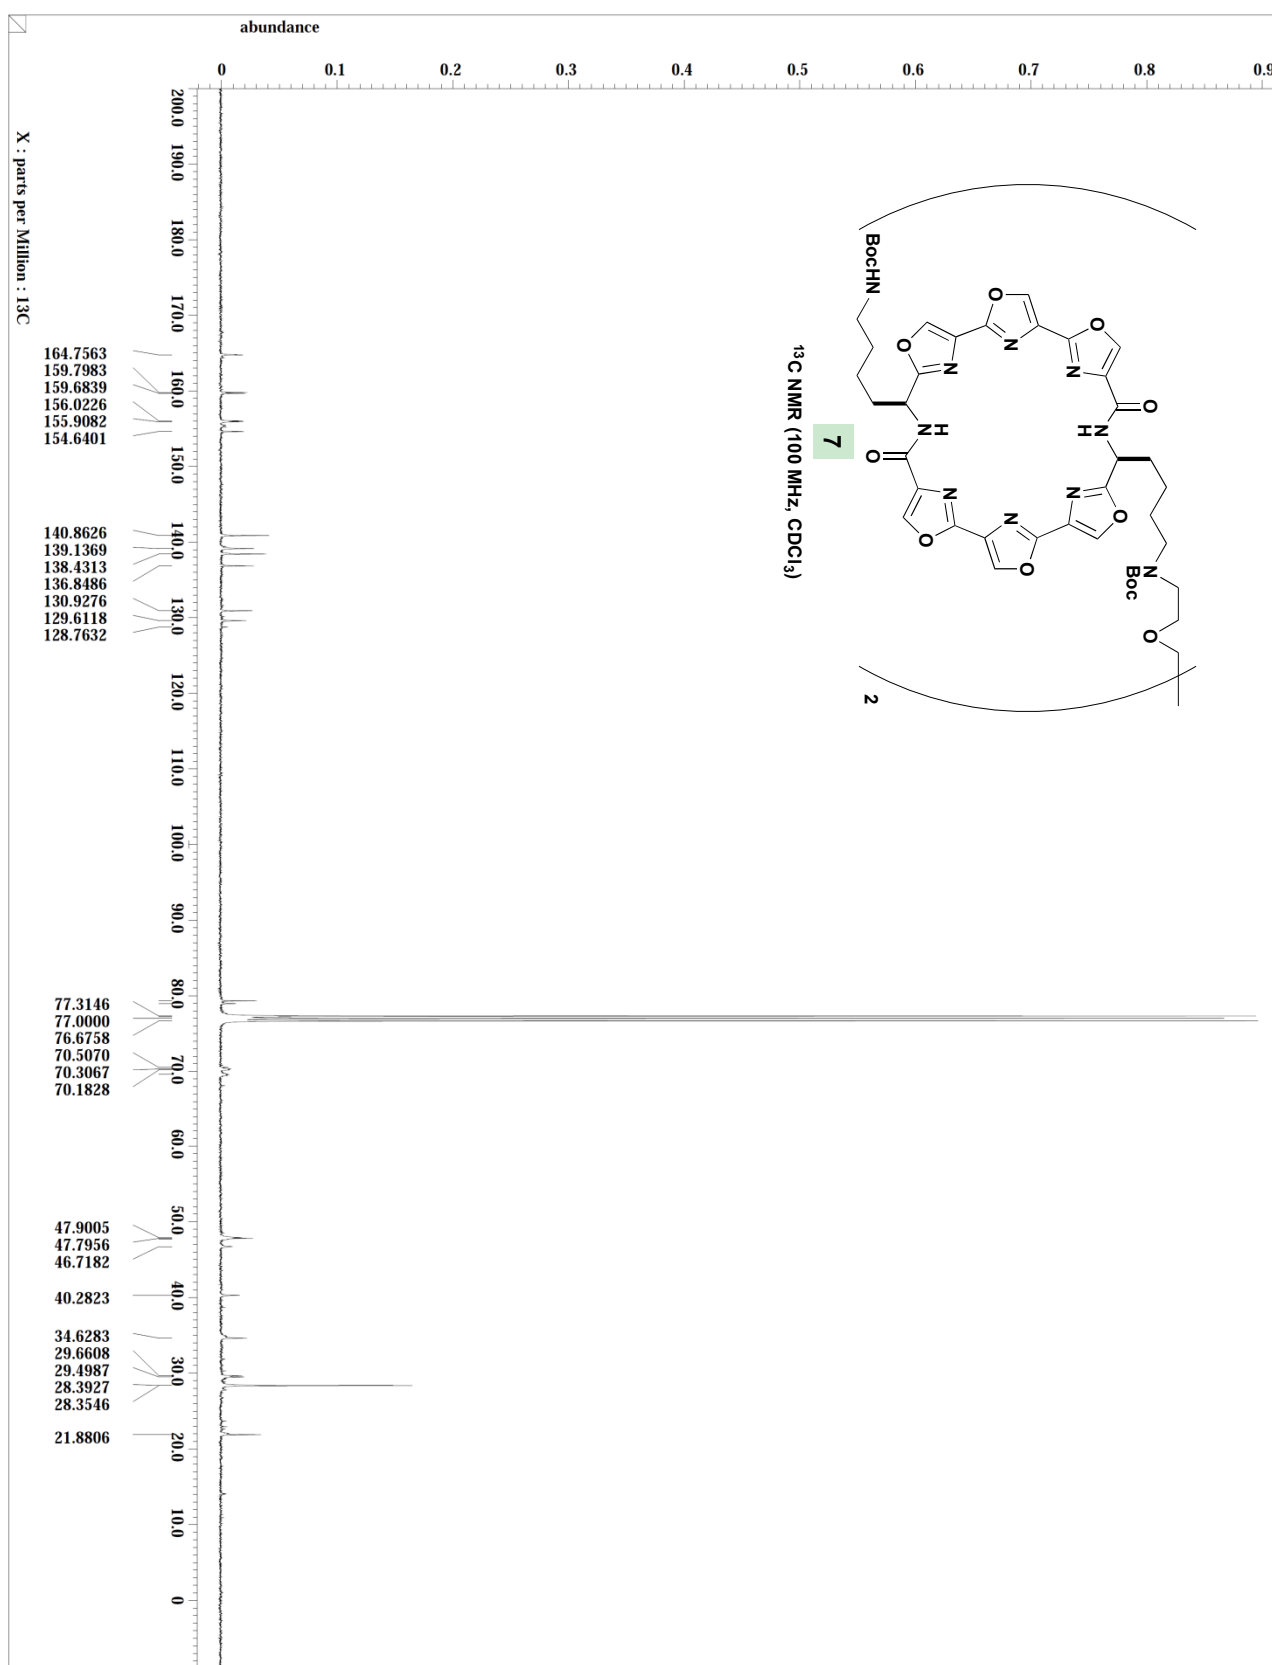 abundance
0 0.1 0.2 0.3 0.4 0.5 0.6 0.7 0.8 0.9
200.0 190.0 180.0 170.0 160.0 150.0 140.0 130.0 120.0 110.0 100.0 90.0 80.0 70.0 60.0 50.0 40.0 30.0 20.0 10.0 0
X : parts per Million : 13C
164.7563
159.7983
159.6839
156.0226
155.9082
154.6401
140.8626
139.1369
138.4313
136.8486
130.9276
129.6118
128.7632
77.3146
77.0000
76.6758
70.5070
70.3067
70.1828
47.9005
47.7956
46.7182
40.2823
34.6283
29.6608
29.4987
28.3927
28.3546
21.8806
BocHN
O
N
O
N
O
N
O
H
N
N
H
O
N
O
N
O
N
O
N
Boc
O
2
7
13C NMR (100 MHz, CDCl3)